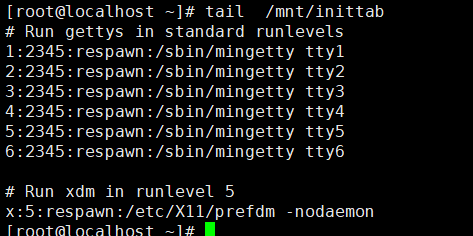 [root@localhost ~]# tail  /mnt/inittab
# Run gettys in standard runlevels
1:2345:respawn:/sbin/mingetty tty1
2:2345:respawn:/sbin/mingetty tty2
3:2345:respawn:/sbin/mingetty tty3
4:2345:respawn:/sbin/mingetty tty4
5:2345:respawn:/sbin/mingetty tty5
6:2345:respawn:/sbin/mingetty tty6

# Run xdm in runlevel 5
x:5:respawn:/etc/X11/prefdm -nodaemon
[root@localhost ~]#